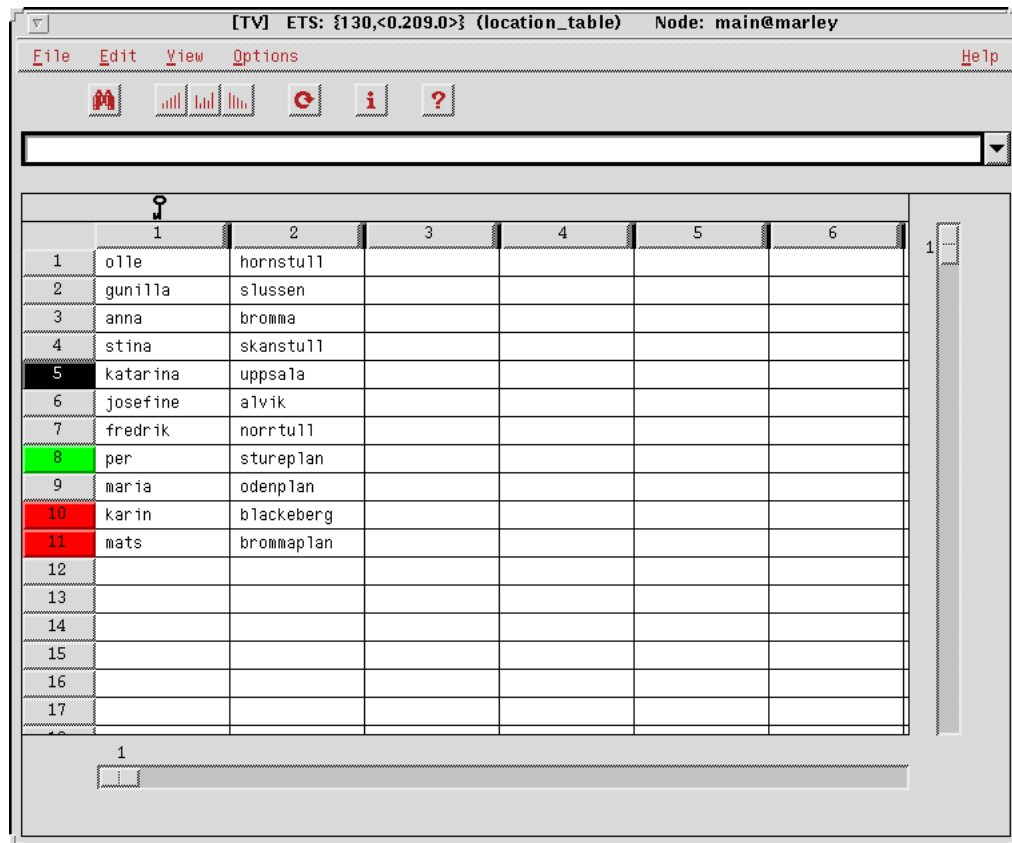 [TV] ETS: {130,<0.209.0>} (location_table) Node: main@marley
File Edit View Options Help
i ?
1 2 3 4 5 6
1
1 olle hornstull
2 gunilla slussen
3 anna bromma
4 stina skanstull
5 katarina uppsala
6 josefine alvik
7 fredrik norrtull
8 per stureplan
9 maria odenplan
10 karin blackeberg
11 mats brommaplan
12
13
14
15
16
17
1